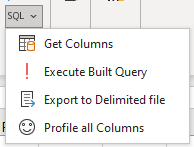 SQL
Get Columns
Execute Built Query
Export to Delimited file
Profile all Columns